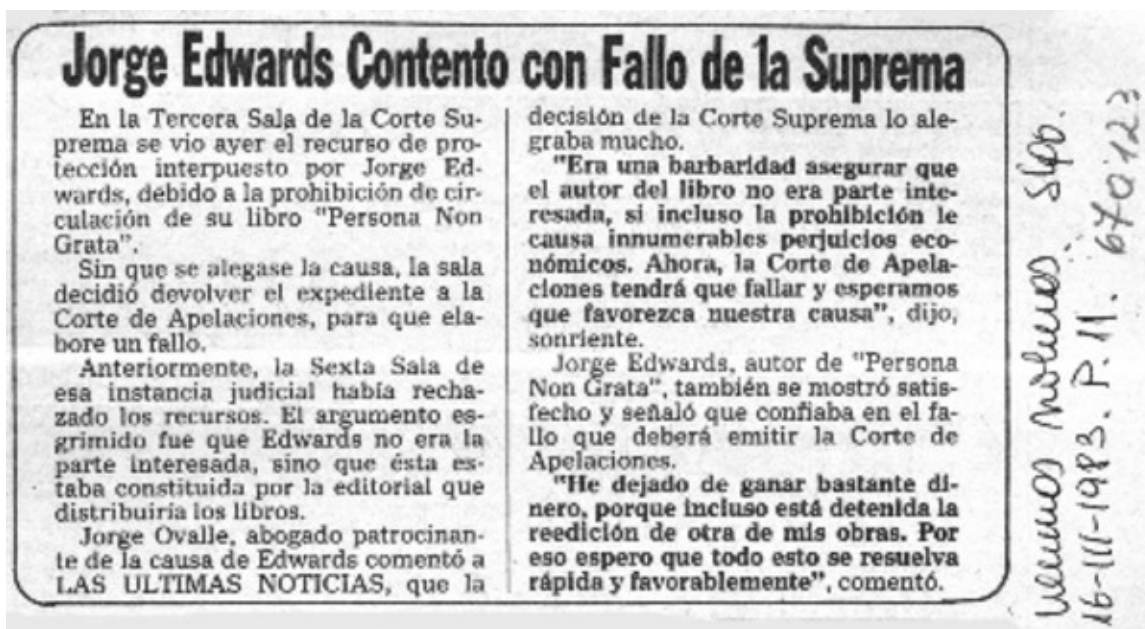 Jorge Edwards Contento con Fallo de la Suprema
En la Tercera Sala de la Corte Su-
prema se vio ayer el recurso de pro-
tección interpuesto por Jorge Ed-
wards, debido a la prohibición de cir-
culación de su libro "Persona Non
Grata".
Sin que se alegase la causa, la sala
decidió devolver el expediente a la
Corte de Apelaciones, para que ela-
bore un fallo.
Anteriormente, la Sexta Sala de
esa instancia judicial había recha-
zado los recursos. El argumento es-
grimido fue que Edwards no era la
parte interesada, sino que ésta es-
taba constituida por la editorial que
distribuiría los libros.
Jorge Ovalle, abogado patrocinan-
te de la causa de Edwards comentó a
LAS ULTIMAS NOTICIAS, que la
decisión de la Corte Suprema lo ale-
graba mucho.
"Era una barbaridad asegurar que
el autor del libro no era parte inte-
resada, si incluso la prohibición le
causa innumerables perjuicios eco-
nómicos. Ahora, la Corte de Apela-
ciones tendrá que fallar y esperamos
que favorezca nuestra causa", dijo,
sonriente.
Jorge Edwards, autor de "Persona
Non Grata", también se mostró satis-
fecho y señaló que confiaba en el fa-
llo que deberá emitir la Corte de
Apelaciones.
"He dejado de ganar bastante di-
nero, porque incluso está detenida la
reedición de otra de mis obras. Por
eso espero que todo esto se resuelva
rápida y favorablemente", comentó.
Stgo.
16-III-1983. P. 11. 670123